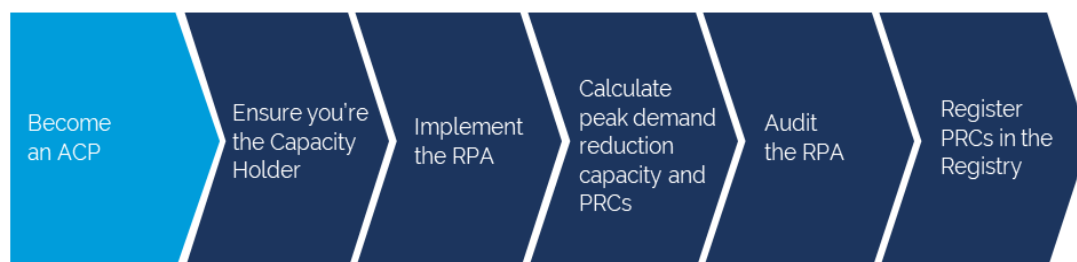 Become
an ACP
Ensure you're
the Capacity
Holder
Implement
the RPA
Calculate
peak demand
reduction
capacity and
PRCs
Audit
the RPA
Register
PRCs in the
Registry